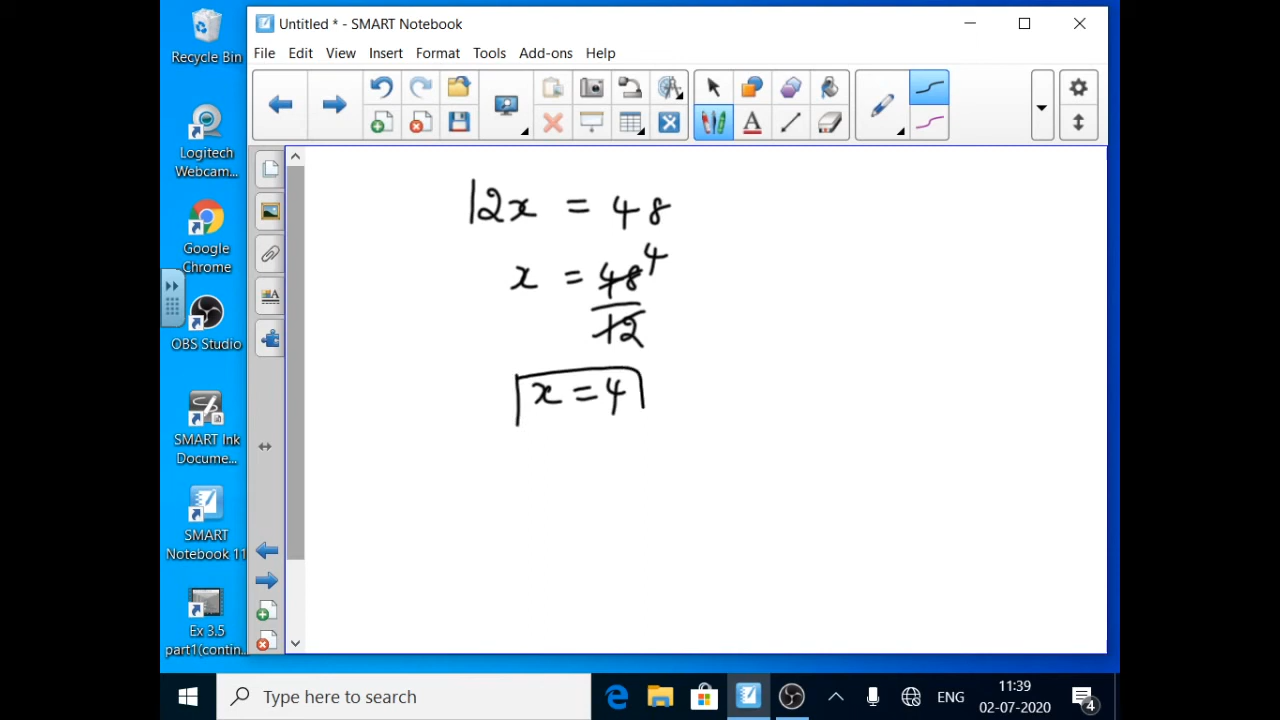 Untitled * - SMART Notebook
File Edit View Insert Format Tools Add-ons Help
Recycle Bin
Logitech
Webcam...
Google
Chrome
OBS Studio
SMART Ink
Docume...
SMART
Notebook 11
Ex 3.5
part1(contin...
12x = 48
x = 48 4
12
x = 4
Type here to search
ENG
11:39
02-07-2020
4